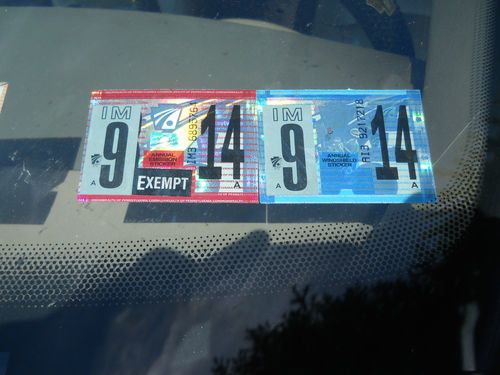 IM
9
A
ANNUAL
EMISSION
STICKER
EXEMPT
14
A
IM
9
A
ANNUAL
WINDSHIELD
STICKER
14
A